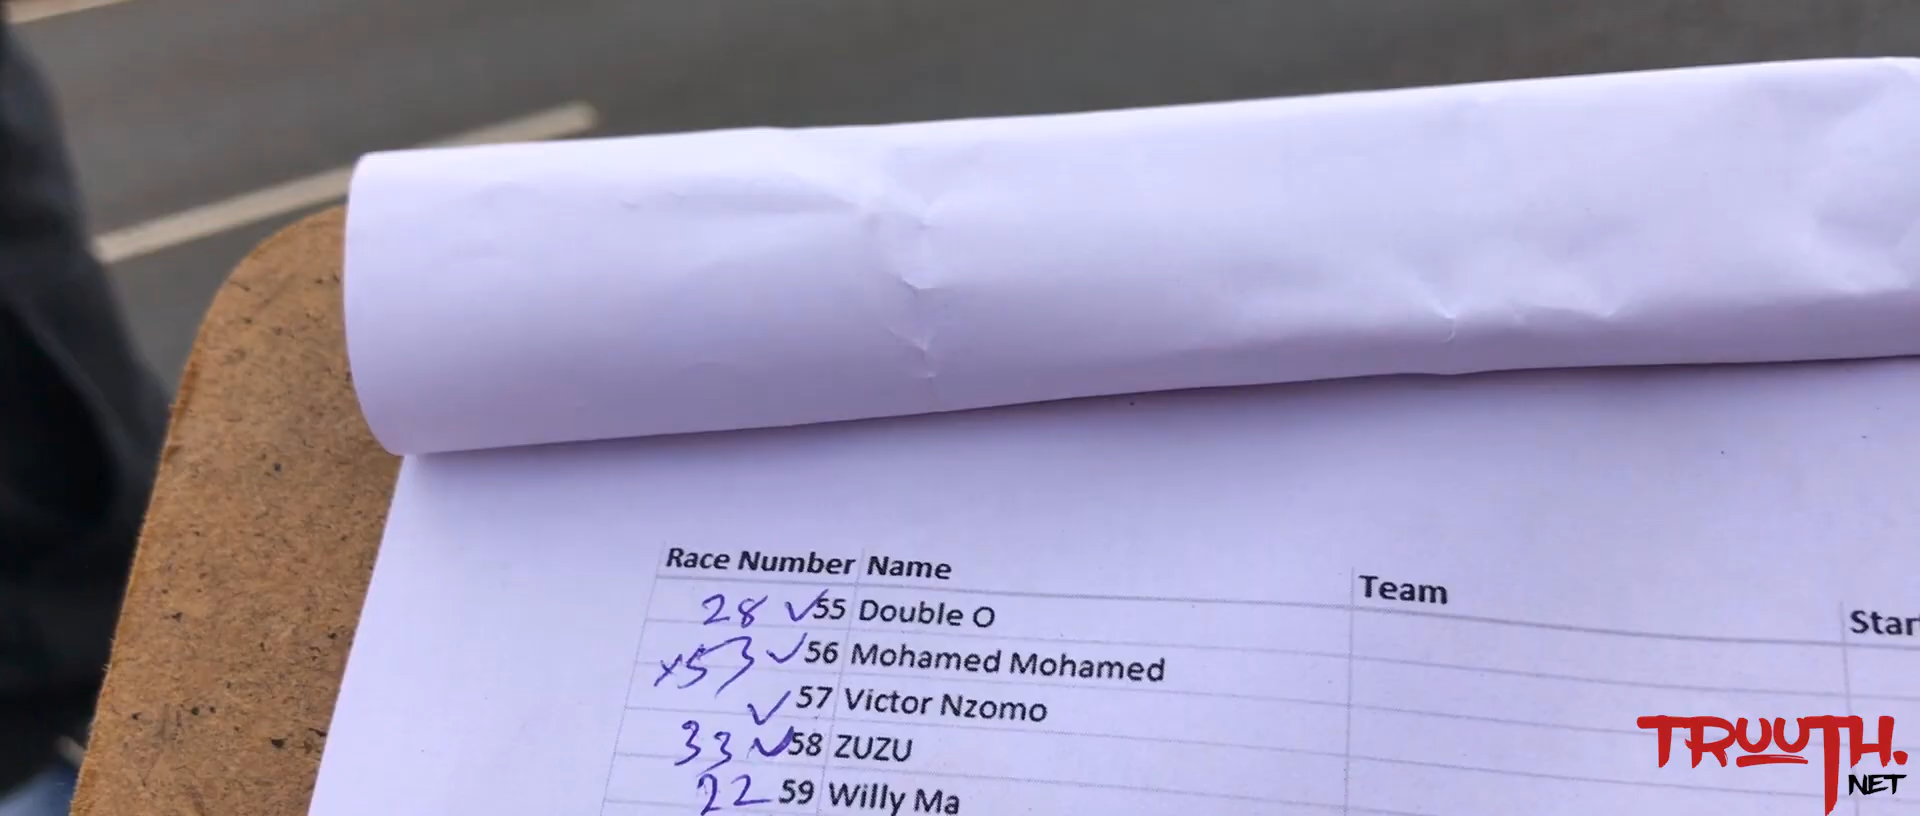 Race Number Name Team Star
28 ✓55 Double O
x53 ✓56 Mohamed Mohamed
✓57 Victor Nzomo
33 ✓58 ZUZU
22 59 Willy Ma
TRUUTH.
NET